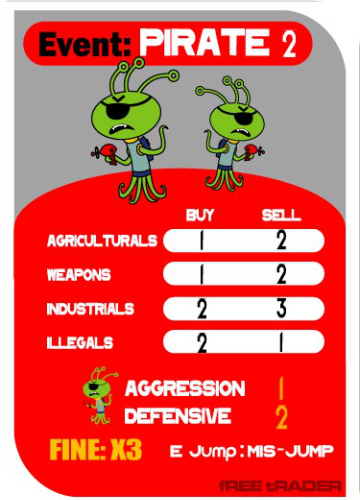 Event: PIRATE 2
BUY SELL
AGRICULTURALS 1 2
WEAPONS 1 2
INDUSTRIALS 2 3
ILLEGALS 2 1
AGGRESSION 1
DEFENSIVE 2
FINE: X3 E Jump: MIS-JUMP
fREE tRADER